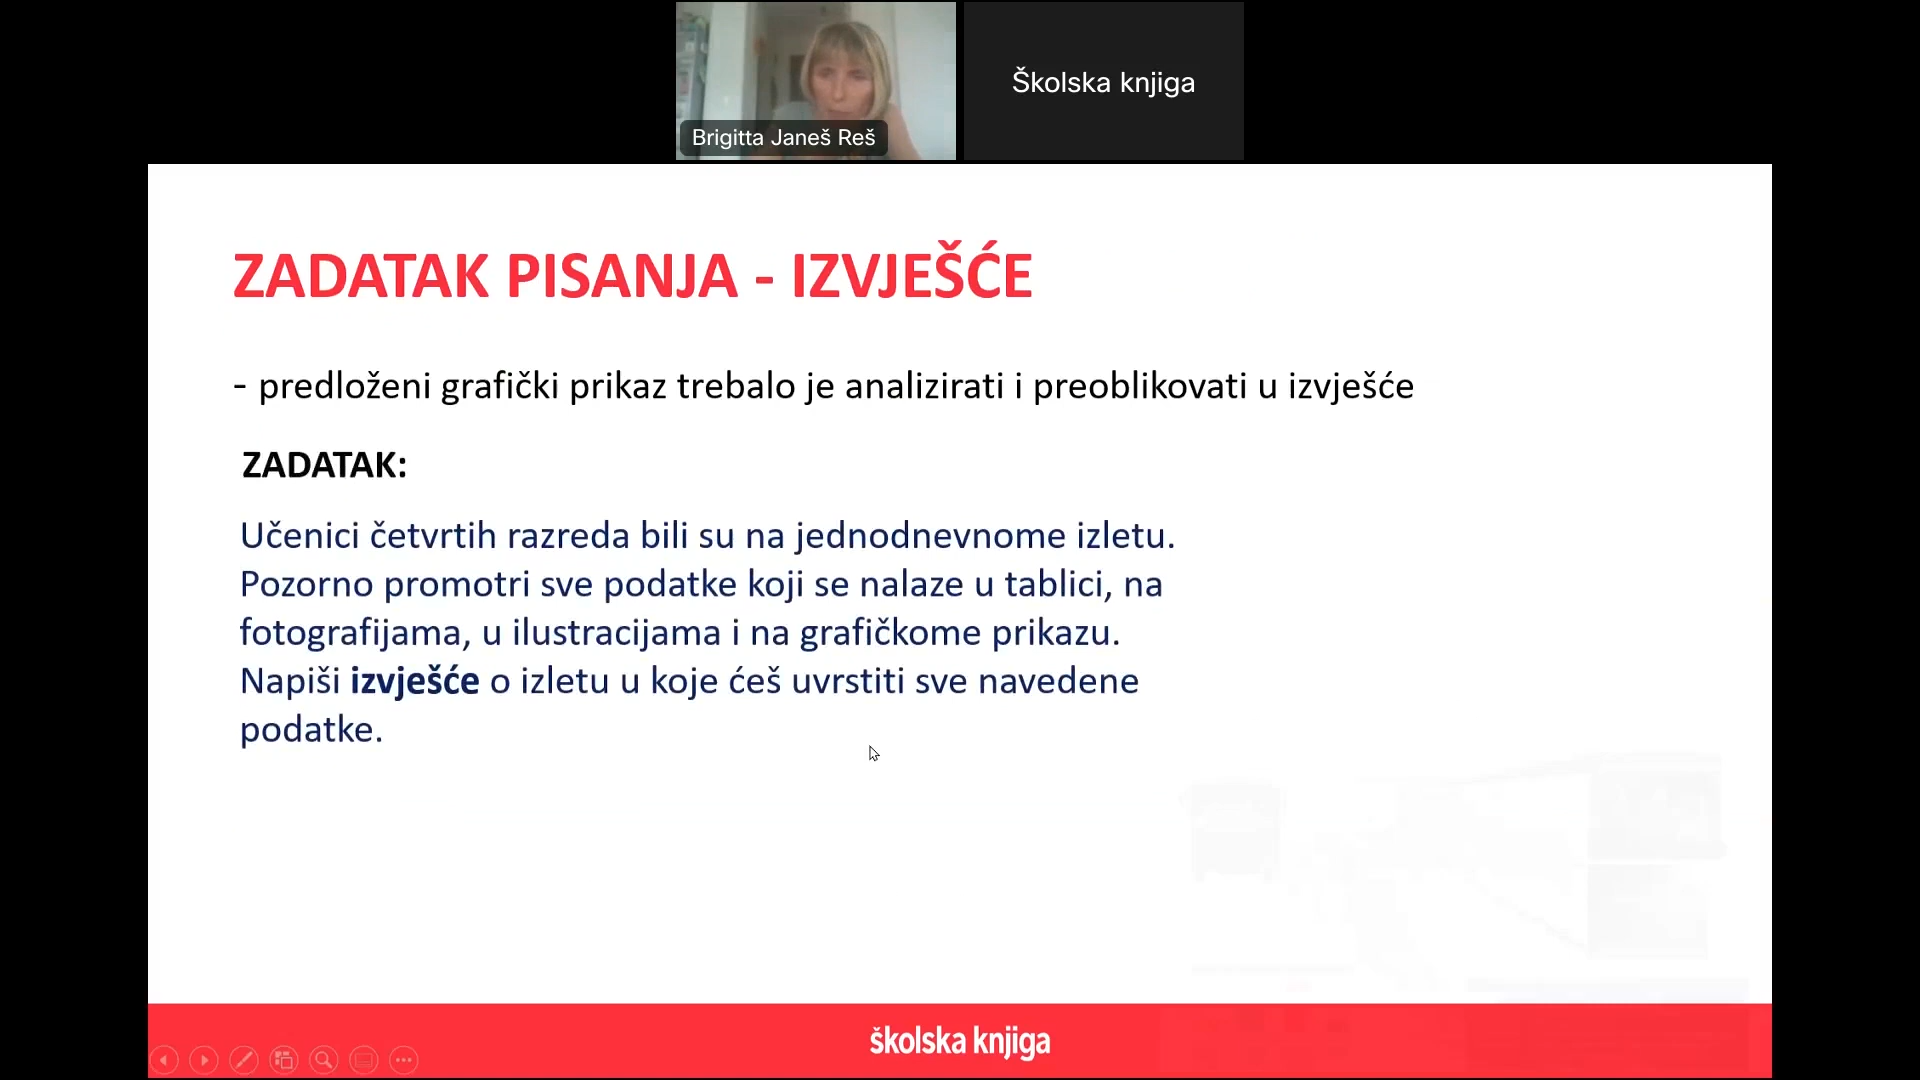 Brigitta Janeš Reš
Školska knjiga
ZADATAK PISANJA - IZVJEŠĆE
- predloženi grafički prikaz trebalo je analizirati i preoblikovati u izvješće
ZADATAK:
Učenici četvrtih razreda bili su na jednodnevnome izletu.
Pozorno promotri sve podatke koji se nalaze u tablici, na
fotografijama, u ilustracijama i na grafičkome prikazu.
Napiši izvješće o izletu u koje ćeš uvrstiti sve navedene
podatke.
školska knjiga